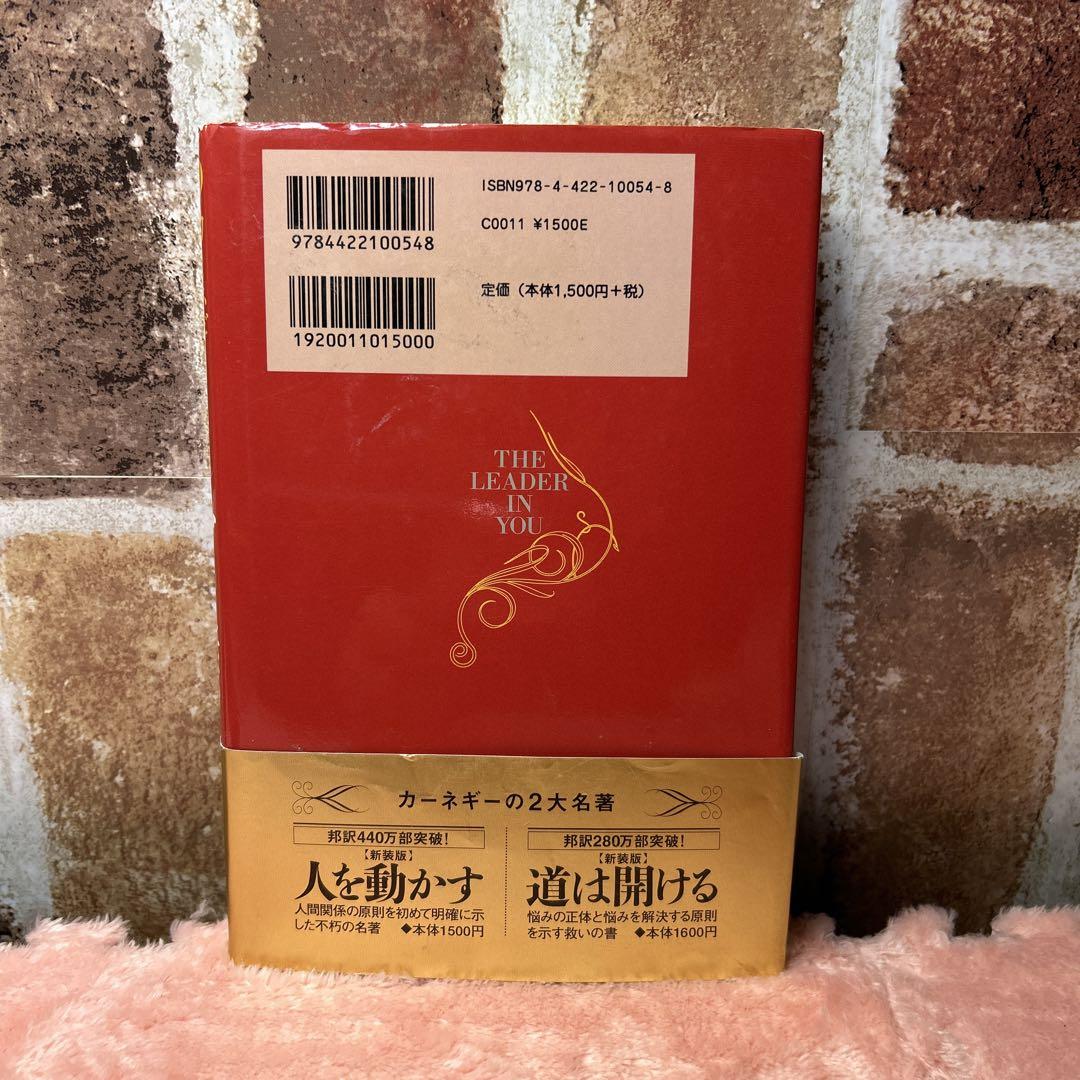 ISBN978-4-422-10054-8
9784422100548
C0011 ¥1500E
定価（本体1,500円＋税）
1920011015000
THE
LEADER
IN
YOU
カーネギーの2大名著
邦訳440万部突破！
【新装版】
人を動かす
人間関係の原則を初めて明確に示
した不朽の名著 ◆本体1500円
邦訳280万部突破！
【新装版】
道は開ける
悩みの正体と悩みを解決する原則
を示す救いの書 ◆本体1600円